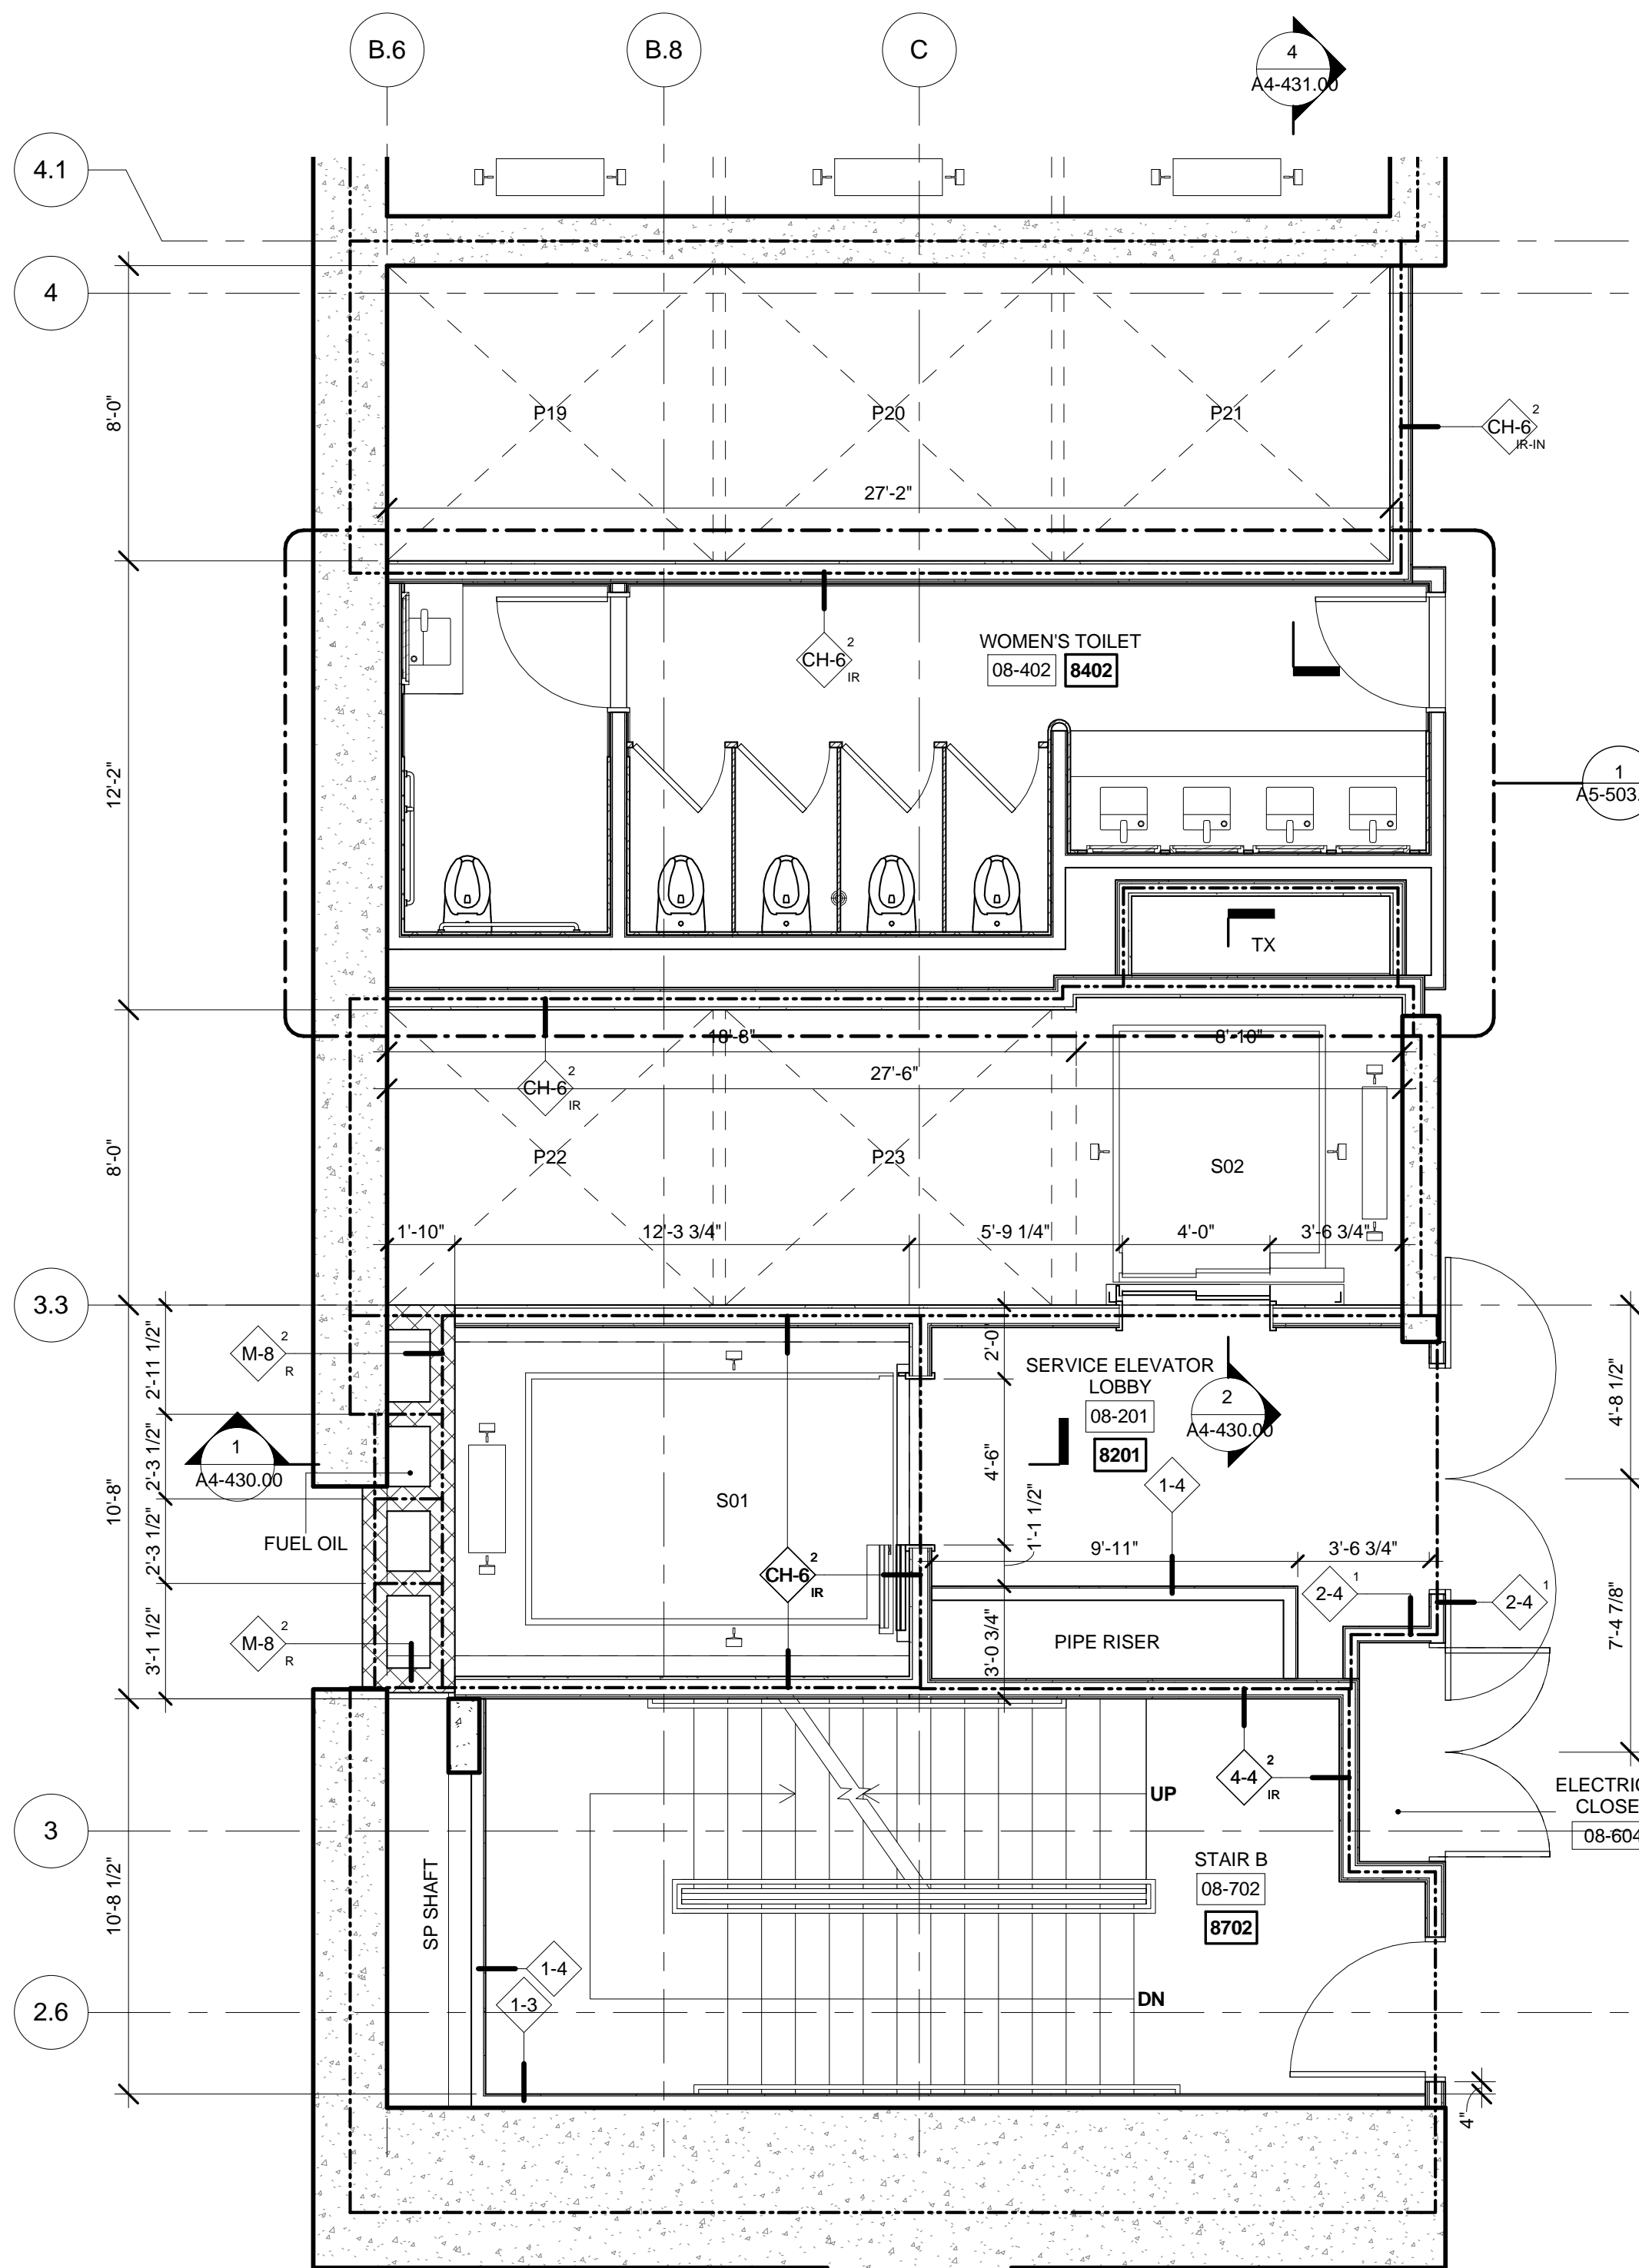 B.6
B.8
C
4
A4-431.00
4.1
4
8'-0"
P19
P20
P21
CH-6
2
IR-IN
27'-2"
WOMEN'S TOILET
08-402
8402
CH-6
2
IR
12'-2"
1
A5-503.
TX
18'-8"
8'-10"
27'-6"
CH-6
2
IR
8'-0"
P22
P23
S02
1'-10"
12'-3 3/4"
5'-9 1/4"
4'-0"
3'-6 3/4"
3.3
M-8
2
R
2'-11 1/2"
2'-0"
SERVICE ELEVATOR
LOBBY
08-201
8201
2
A4-430.00
4'-8 1/2"
1
A4-430.00
2'-3 1/2"
10'-8"
4'-6"
1-4
S01
FUEL OIL
2'-3 1/2"
1'-1 1/2"
9'-11"
3'-6 3/4"
CH-6
2
IR
2-4
1
2-4
1
7'-4 7/8"
M-8
2
R
3'-1 1/2"
3'-0 3/4"
PIPE RISER
4-4
2
IR
UP
ELECTRIC
CLOSE
08-604
3
STAIR B
08-702
8702
10'-8 1/2"
SP SHAFT
1-4
1-3
DN
2.6
4"